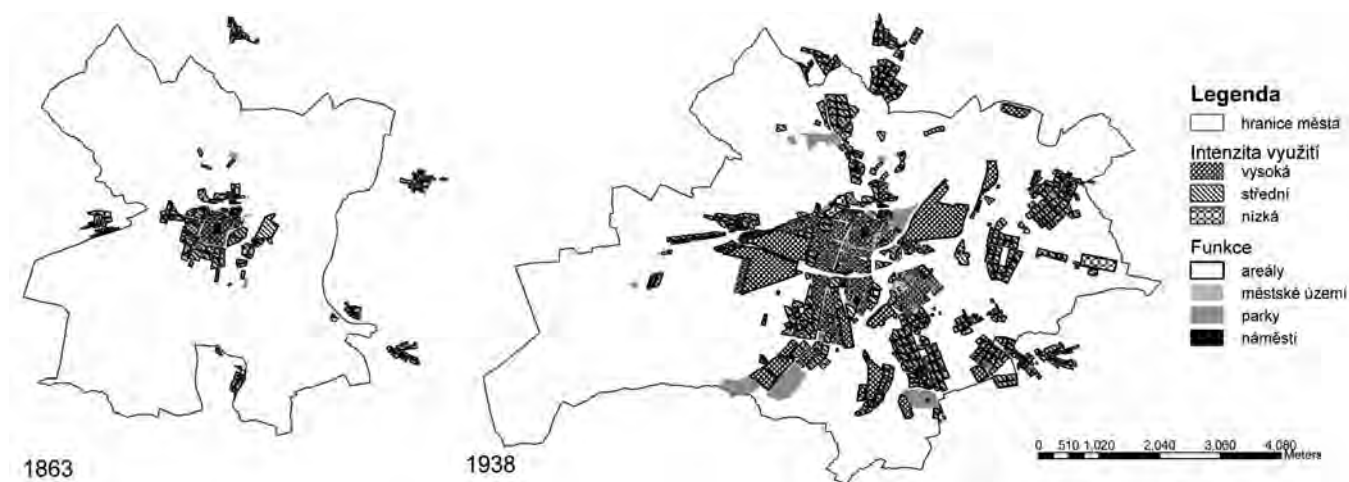 1863
1938
Legenda
hranice města
Intenzita využití
vysoká
střední
nízká
Funkce
areály
městské území
parky
náměstí
0 510 1,020 2,040 3,060 4,080
Meters